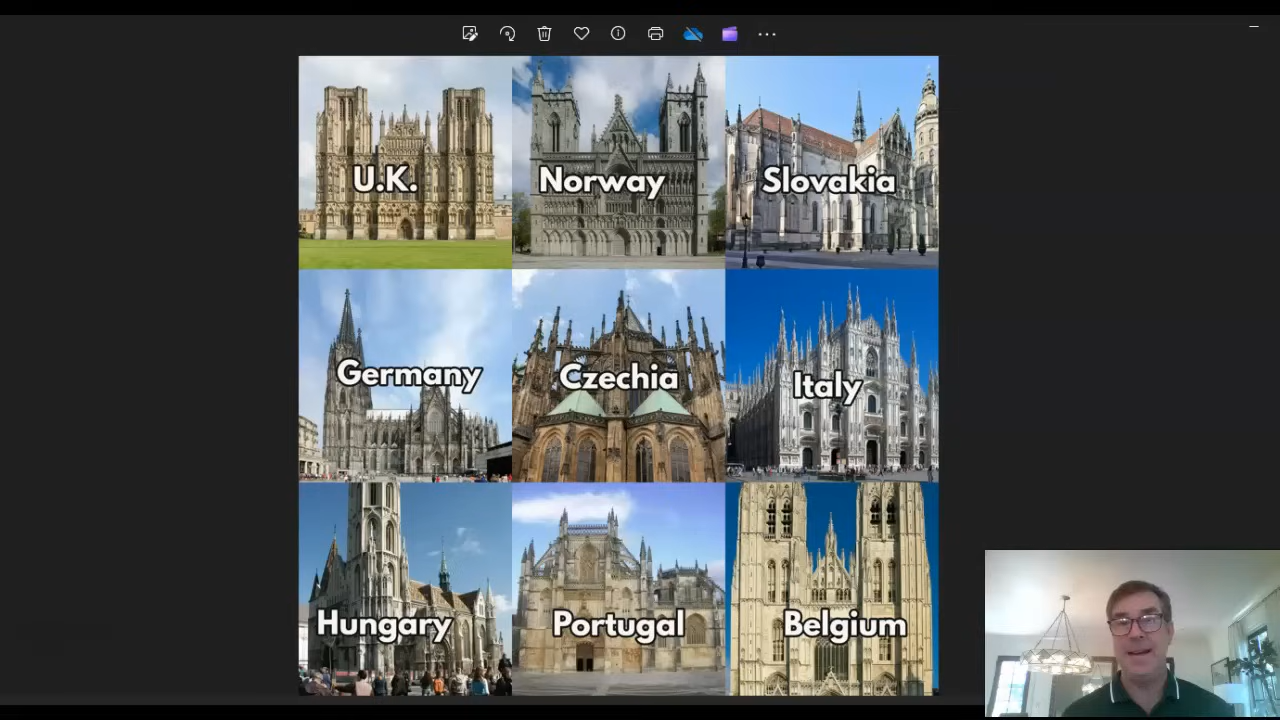 U.K.
Norway
Slovakia
Germany
Czechia
Italy
Hungary
Portugal
Belgium